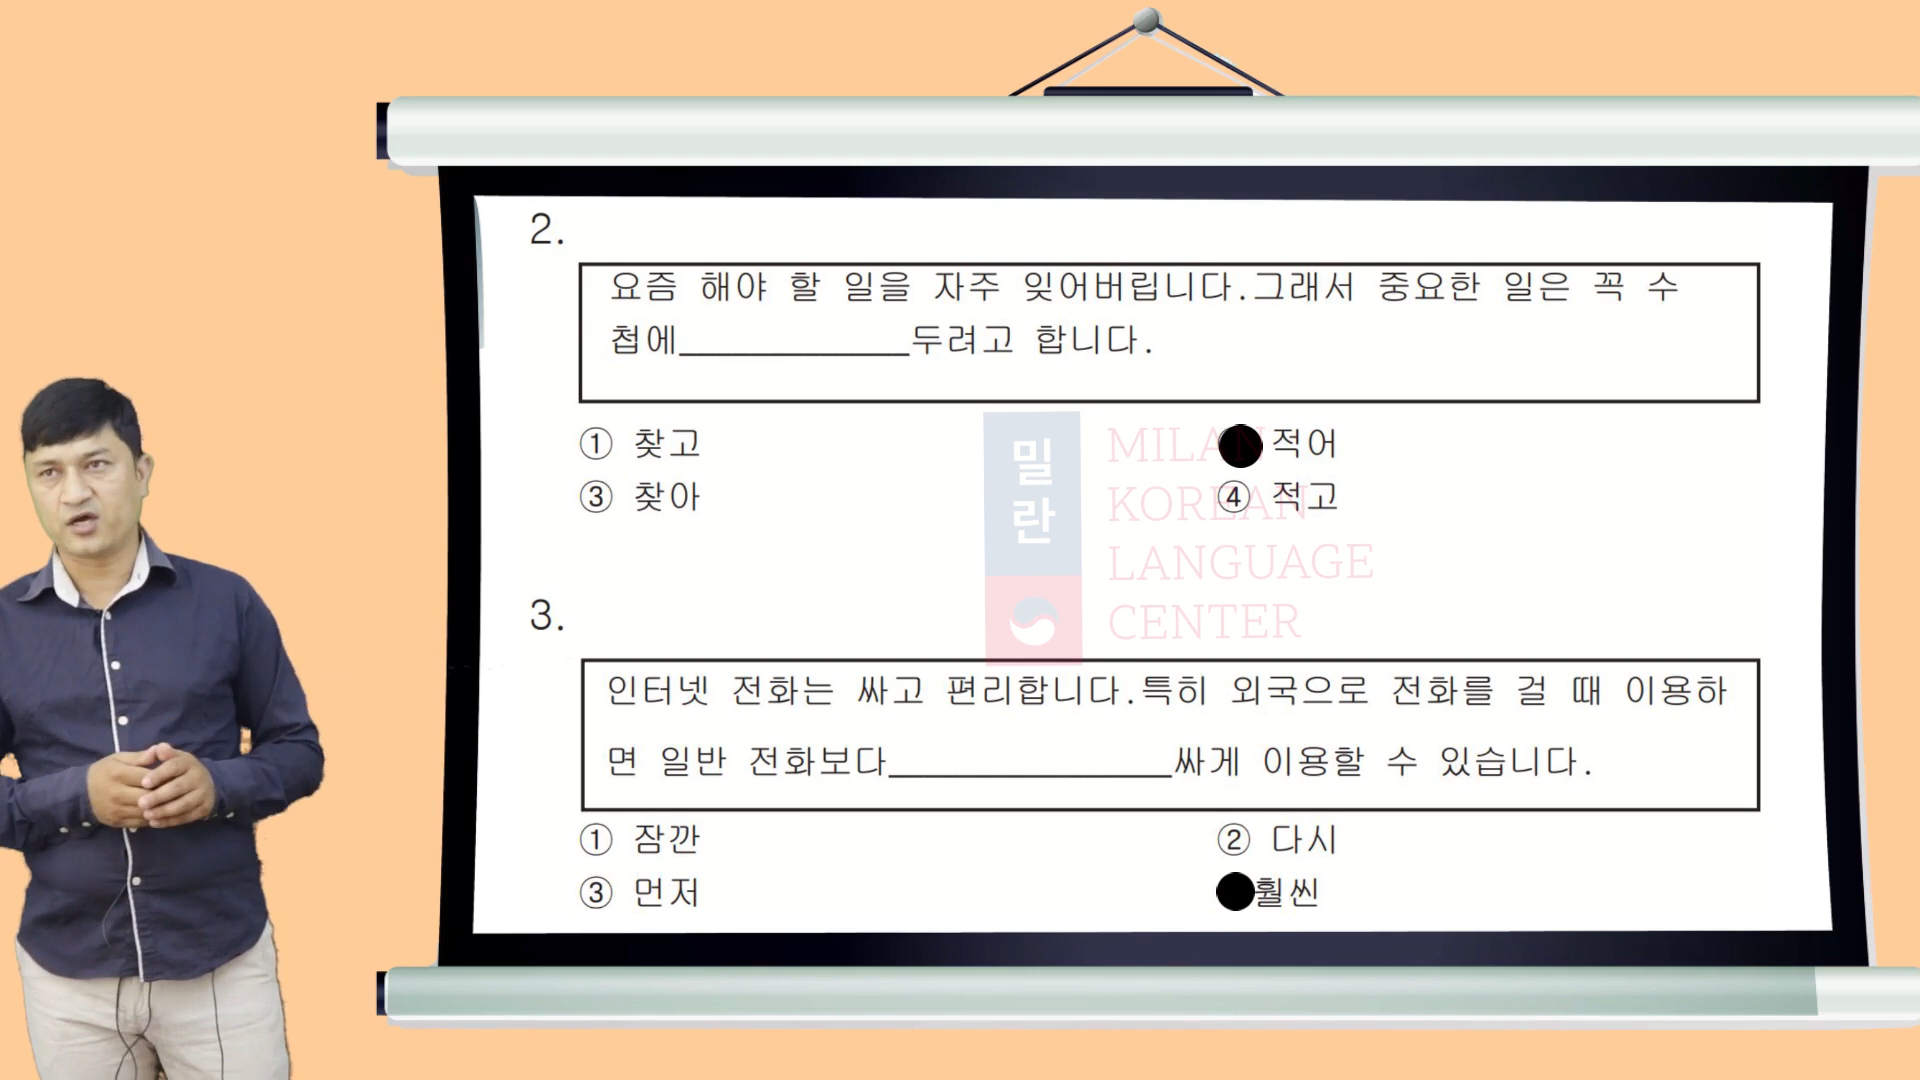 2.
요즘 해야 할 일을 자주 잊어버립니다.그래서 중요한 일은 꼭 수
첩에____________두려고 합니다.
① 찾고
● 적어
③ 찾아
④ 적고
밀란
MILAN
KOREAN
LANGUAGE
CENTER
3.
인터넷 전화는 싸고 편리합니다.특히 외국으로 전화를 걸 때 이용하
면 일반 전화보다_______________싸게 이용할 수 있습니다.
① 잠깐
② 다시
③ 먼저
●훨씬